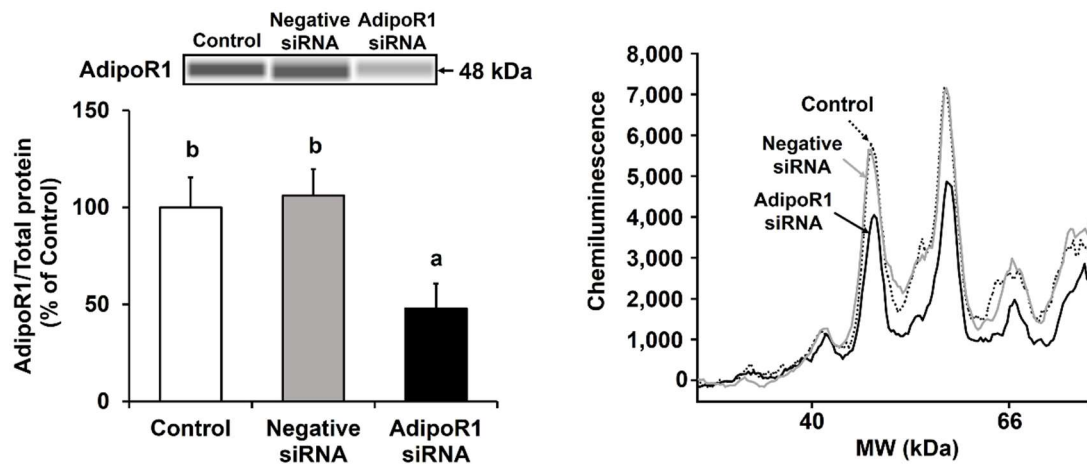 Control
Negative
siRNA
AdipoR1
siRNA
AdipoR1
48 kDa
AdipoR1/Total protein
(% of Control)
150
100
50
0
b
b
a
Control
Negative
siRNA
AdipoR1
siRNA
Chemiluminescence
8,000
7,000
6,000
5,000
4,000
3,000
2,000
1,000
0
Control
Negative
siRNA
AdipoR1
siRNA
40
66
MW (kDa)